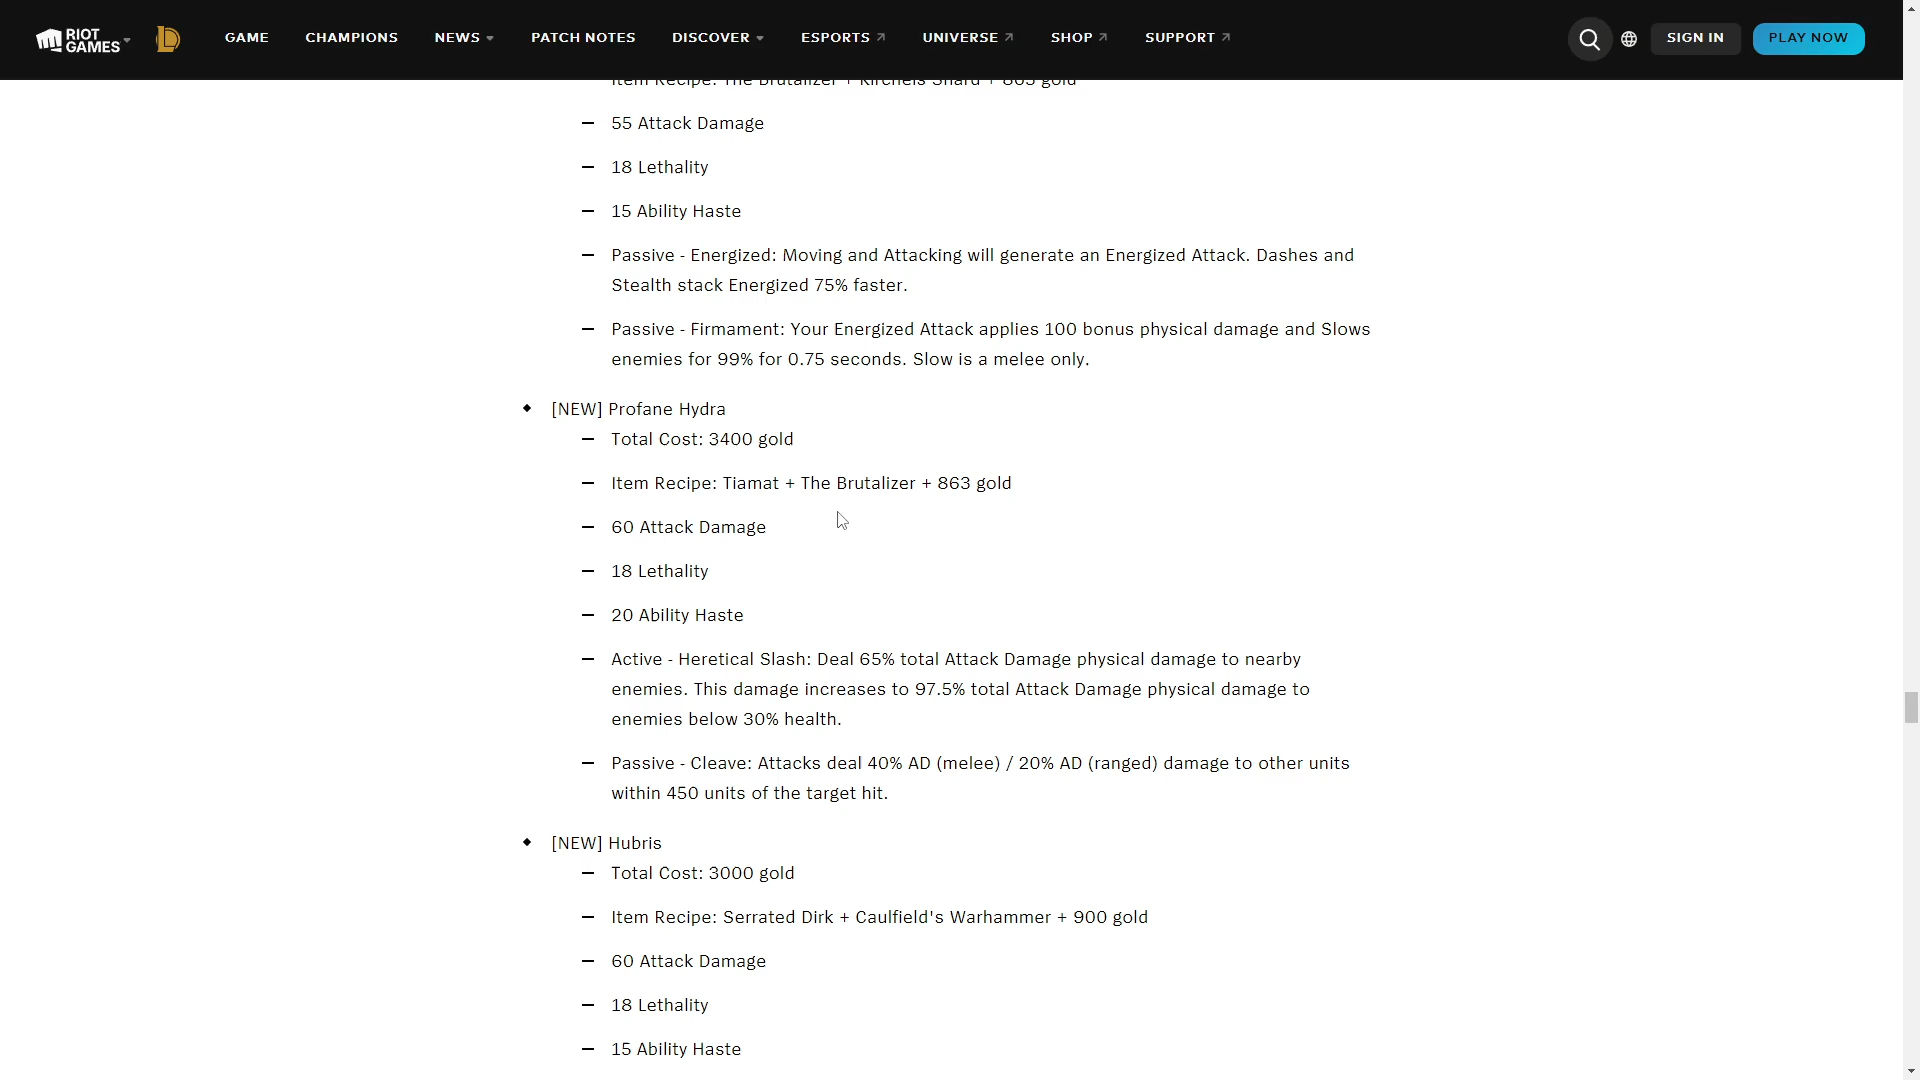 RIOT GAMES
GAME
CHAMPIONS
NEWS
PATCH NOTES
DISCOVER
ESPORTS
UNIVERSE
SHOP
SUPPORT
SIGN IN
PLAY NOW
Item Recipe: The Brutalizer + Kircheis Shard + 863 gold
— 55 Attack Damage
— 18 Lethality
— 15 Ability Haste
— Passive - Energized: Moving and Attacking will generate an Energized Attack. Dashes and
Stealth stack Energized 75% faster.
— Passive - Firmament: Your Energized Attack applies 100 bonus physical damage and Slows
enemies for 99% for 0.75 seconds. Slow is a melee only.
[NEW] Profane Hydra
— Total Cost: 3400 gold
— Item Recipe: Tiamat + The Brutalizer + 863 gold
— 60 Attack Damage
— 18 Lethality
— 20 Ability Haste
— Active - Heretical Slash: Deal 65% total Attack Damage physical damage to nearby
enemies. This damage increases to 97.5% total Attack Damage physical damage to
enemies below 30% health.
— Passive - Cleave: Attacks deal 40% AD (melee) / 20% AD (ranged) damage to other units
within 450 units of the target hit.
[NEW] Hubris
— Total Cost: 3000 gold
— Item Recipe: Serrated Dirk + Caulfield's Warhammer + 900 gold
— 60 Attack Damage
— 18 Lethality
— 15 Ability Haste